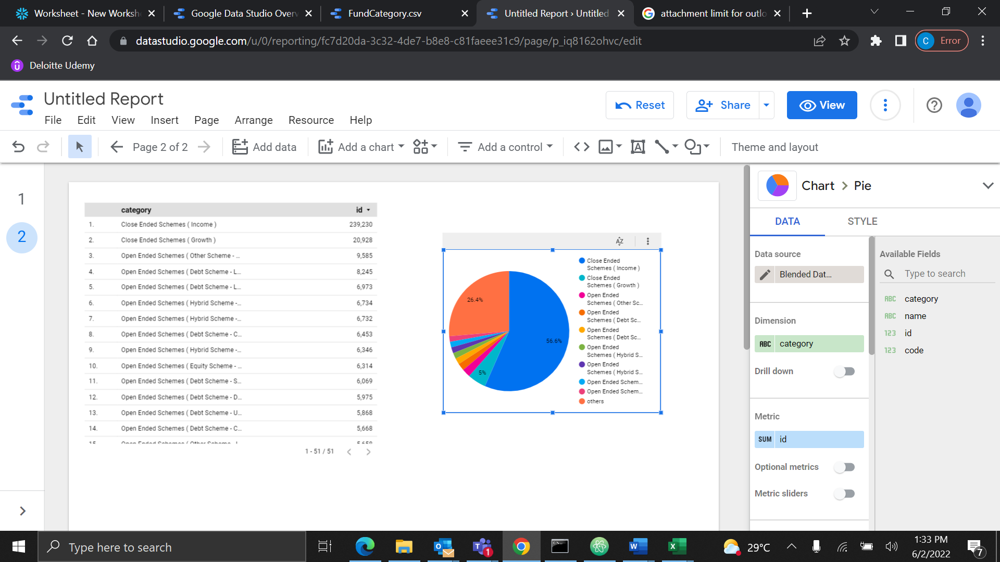 Worksheet - New Worksh
Google Data Studio Overv
FundCategory.csv
Untitled Report › Untitled
attachment limit for outlo
datastudio.google.com/u/0/reporting/fc7d20da-3c32-4de7-b8e8-c81faeee31c9/page/p_iq8162ohvc/edit
C Error
Deloitte Udemy
Untitled Report
File Edit View Insert Page Arrange Resource Help
Reset
Share
View
Page 2 of 2
Add data
Add a chart
Add a control
Theme and layout
1
2
category id
1. Close Ended Schemes ( Income ) 239,230
2. Close Ended Schemes ( Growth ) 20,928
3. Open Ended Schemes ( Other Scheme - ... 9,585
4. Open Ended Schemes ( Debt Scheme - L... 8,245
5. Open Ended Schemes ( Debt Scheme - L... 6,973
6. Open Ended Schemes ( Hybrid Scheme -... 6,734
7. Open Ended Schemes ( Hybrid Scheme -... 6,732
8. Open Ended Schemes ( Debt Scheme - C... 6,453
9. Open Ended Schemes ( Hybrid Scheme -... 6,346
10. Open Ended Schemes ( Equity Scheme - ... 6,314
11. Open Ended Schemes ( Debt Scheme - S... 6,069
12. Open Ended Schemes ( Debt Scheme - D... 5,975
13. Open Ended Schemes ( Debt Scheme - U... 5,868
14. Open Ended Schemes ( Debt Scheme - C... 5,668
1 - 51 / 51
AZ
26.4%
56.6%
5%
Close Ended
Schemes ( Income )
Close Ended
Schemes ( Growth )
Open Ended
Schemes ( Other Sc...
Open Ended
Schemes ( Debt Sc...
Open Ended
Schemes ( Debt Sc...
Open Ended
Schemes ( Hybrid S...
Open Ended
Schemes ( Hybrid S...
Open Ended Schem...
Open Ended Schem...
others
Chart Pie
DATA STYLE
Data source
Blended Dat...
Dimension
ABC category
Drill down
Metric
SUM id
Optional metrics
Metric sliders
Available Fields
Type to search
ABC category
ABC name
123 id
123 code
Type here to search
29°C
1:33 PM
6/2/2022
7